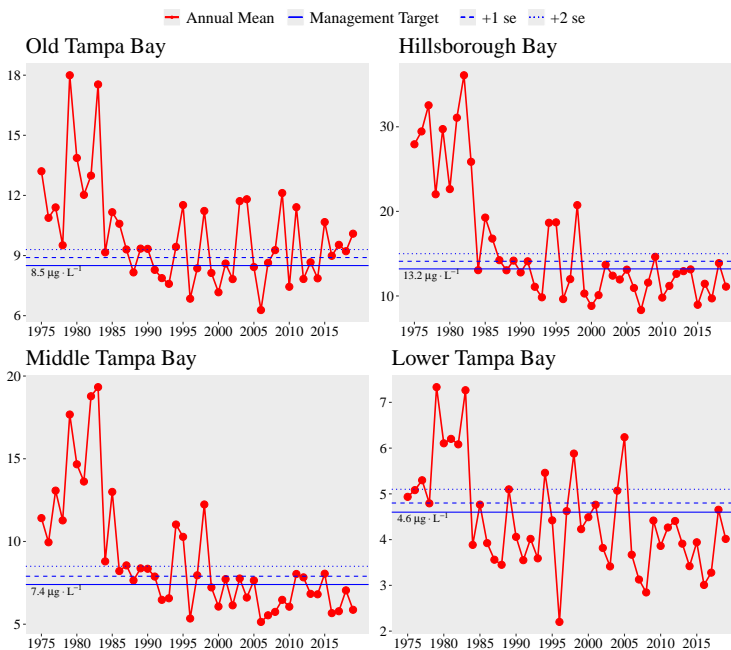 Annual Mean Management Target +1 se +2 se
Old Tampa Bay
18
15
12
9
6
8.5 µg · L⁻¹
1975 1980 1985 1990 1995 2000 2005 2010 2015
Hillsborough Bay
30
20
10
13.2 µg · L⁻¹
1975 1980 1985 1990 1995 2000 2005 2010 2015
Middle Tampa Bay
20
15
10
5
7.4 µg · L⁻¹
1975 1980 1985 1990 1995 2000 2005 2010 2015
Lower Tampa Bay
7
6
5
4
3
2
4.6 µg · L⁻¹
1975 1980 1985 1990 1995 2000 2005 2010 2015